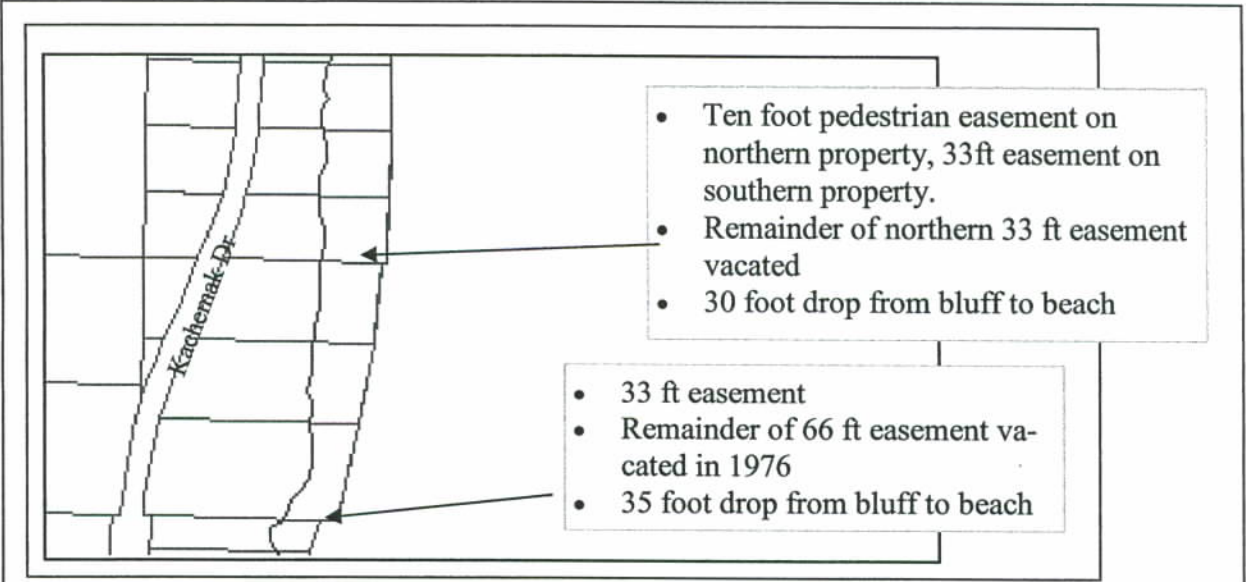 • Ten foot pedestrian easement on
northern property, 33ft easement on
southern property.
• Remainder of northern 33 ft easement
vacated
• 30 foot drop from bluff to beach
Kachemak Dr
• 33 ft easement
• Remainder of 66 ft easement va-
cated in 1976
• 35 foot drop from bluff to beach